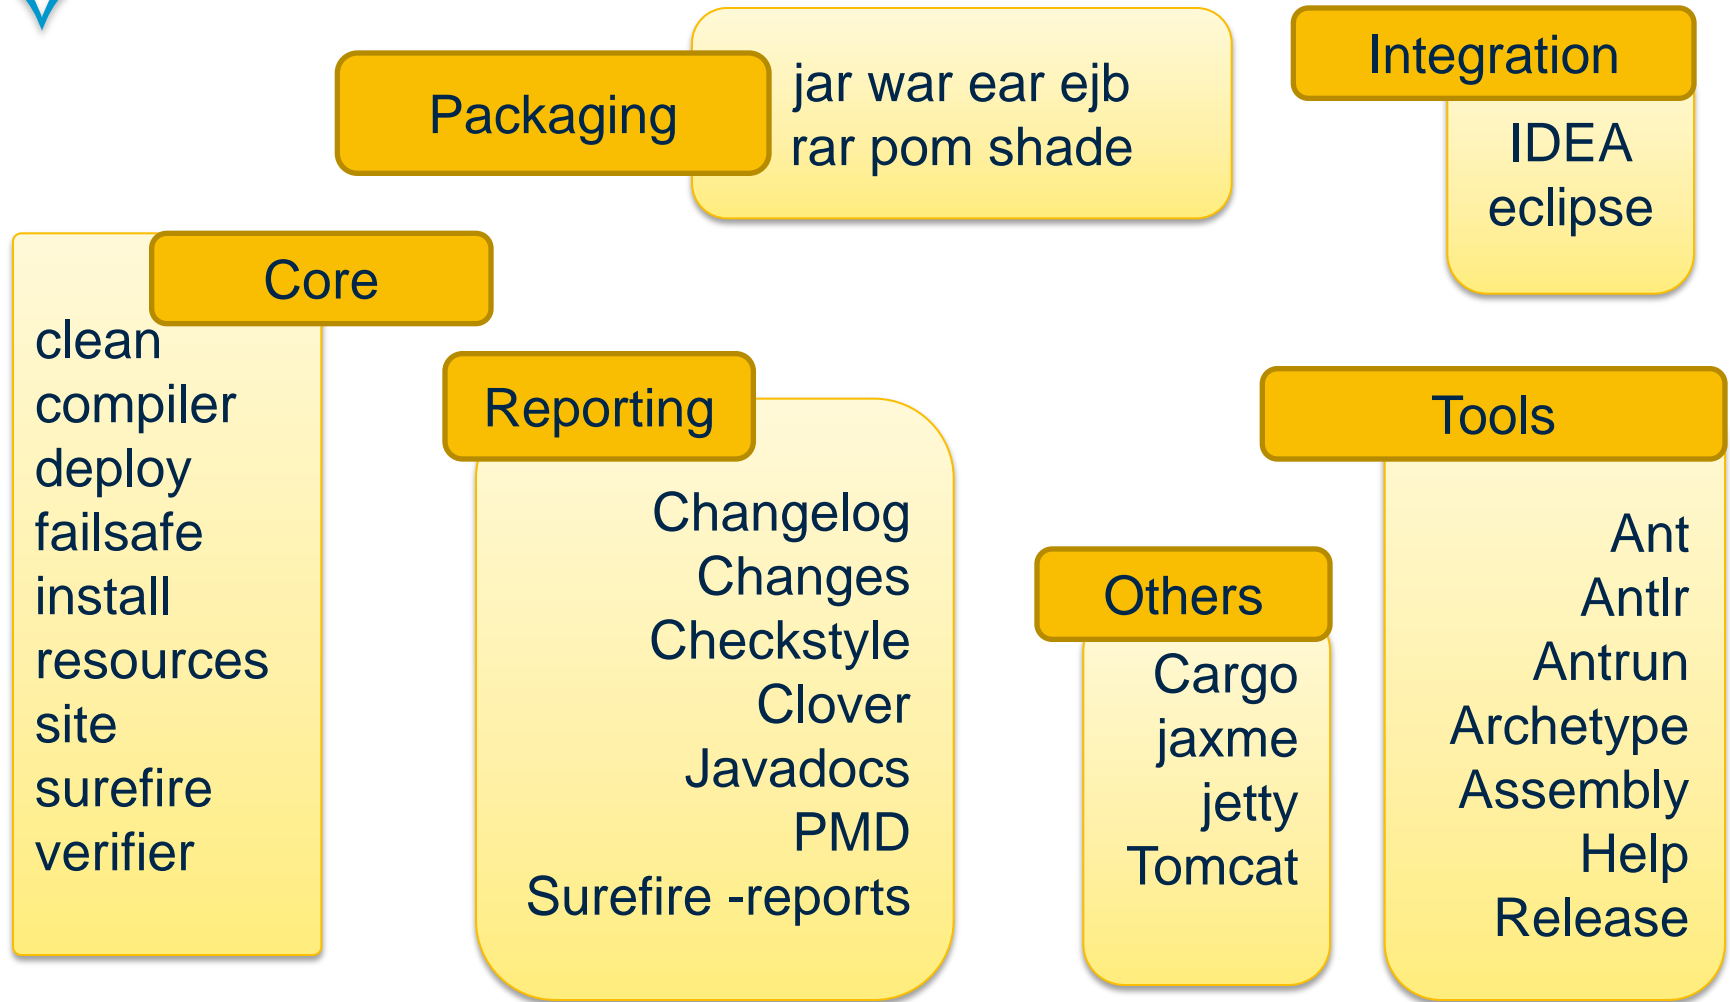 Packaging
jar war ear ejb
rar pom shade
Integration
IDEA
eclipse
Core
clean
compiler
deploy
failsafe
install
resources
site
surefire
verifier
Reporting
Changelog
Changes
Checkstyle
Clover
Javadocs
PMD
Surefire -reports
Others
Cargo
jaxme
jetty
Tomcat
Tools
Ant
Antlr
Antrun
Archetype
Assembly
Help
Release